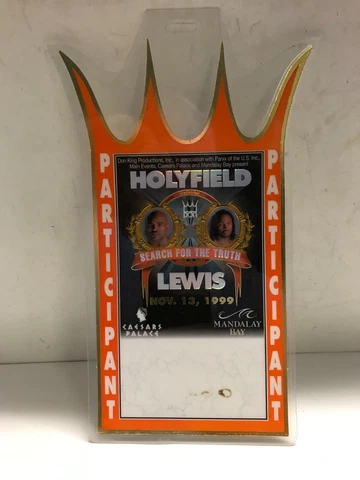 Don King Productions, Inc., in association with Panix of the U.S. Inc.,
Main Events, Caesars Palace and Mandalay Bay present
HOLYFIELD
SEARCH FOR THE TRUTH
LEWIS
NOV. 13, 1999
CAESARS
PALACE
MANDALAY
BAY
PARTICIPANT
PARTICIPANT